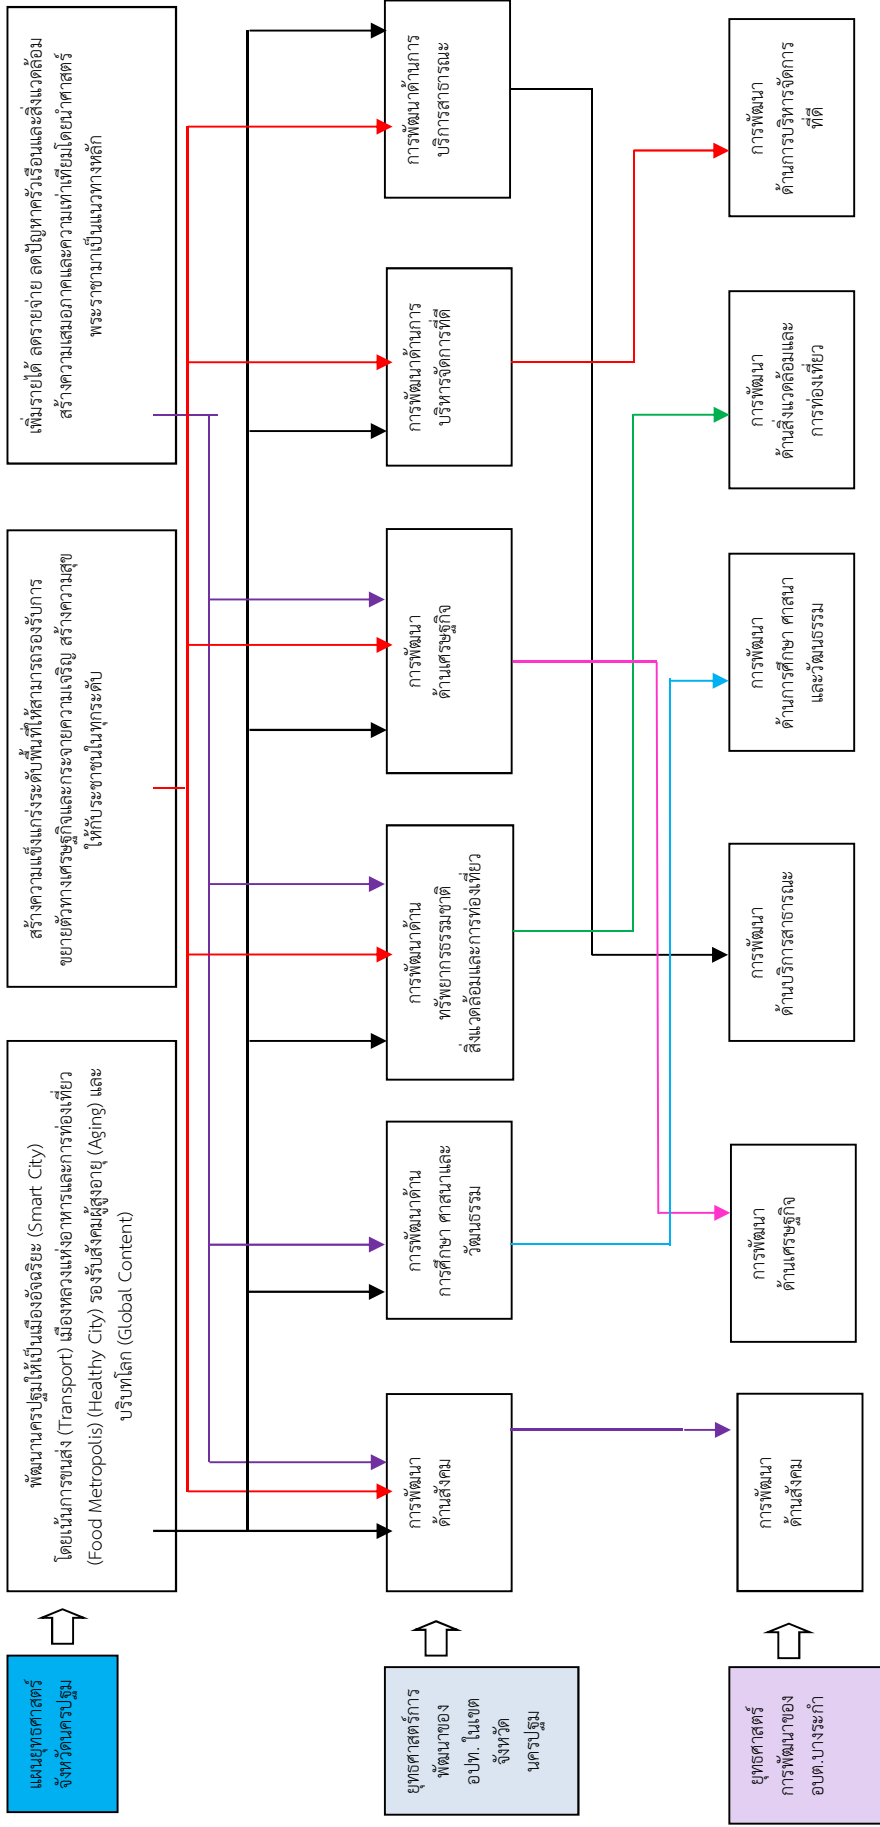 แผนยุทธศาสตร์
จังหวัดนครปฐม
พัฒนานครปฐมให้เป็นเมืองอัจฉริยะ (Smart City)
โดยเน้นการขนส่ง (Transport) เมืองหลวงแห่งอาหารและการท่องเที่ยว
(Food Metropolis) (Healthy City) รองรับสังคมผู้สูงอายุ (Aging) และ
บริบทโลก (Global Content)
สร้างความแข็งแกร่งระดับพื้นที่ให้สามารถรองรับการ
ขยายตัวทางเศรษฐกิจและกระจายความเจริญ สร้างความสุข
ให้กับประชาชนในทุกระดับ
เพิ่มรายได้ ลดรายจ่าย ลดปัญหาครัวเรือนและสิ่งแวดล้อม
สร้างความเสมอภาคและความเท่าเทียมโดยนำศาสตร์
พระราชามาเป็นแนวทางหลัก
ยุทธศาสตร์การ
พัฒนาของ
อปท. ในเขต
จังหวัด
นครปฐม
การพัฒนา
ด้านสังคม
การพัฒนาด้าน
การศึกษา ศาสนาและ
วัฒนธรรม
การพัฒนาด้าน
ทรัพยากรธรรมชาติ
สิ่งแวดล้อมและการท่องเที่ยว
การพัฒนา
ด้านเศรษฐกิจ
การพัฒนาด้านการ
บริหารจัดการที่ดี
การพัฒนาด้านการ
บริการสาธารณะ
ยุทธศาสตร์
การพัฒนาของ
อบต.บางระกำ
การพัฒนา
ด้านสังคม
การพัฒนา
ด้านเศรษฐกิจ
การพัฒนา
ด้านบริการสาธารณะ
การพัฒนา
ด้านการศึกษา ศาสนา
และวัฒนธรรม
การพัฒนา
ด้านสิ่งแวดล้อมและ
การท่องเที่ยว
การพัฒนา
ด้านการบริหารจัดการ
ที่ดี